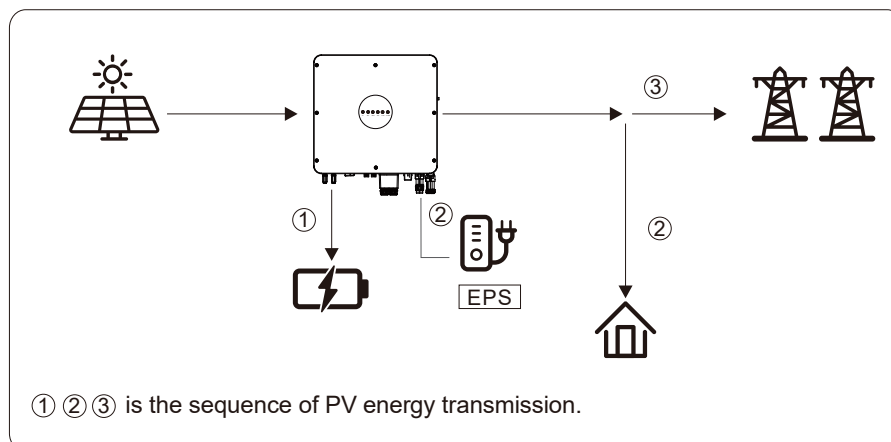 ③
① ② ②
EPS
① ② ③ is the sequence of PV energy transmission.